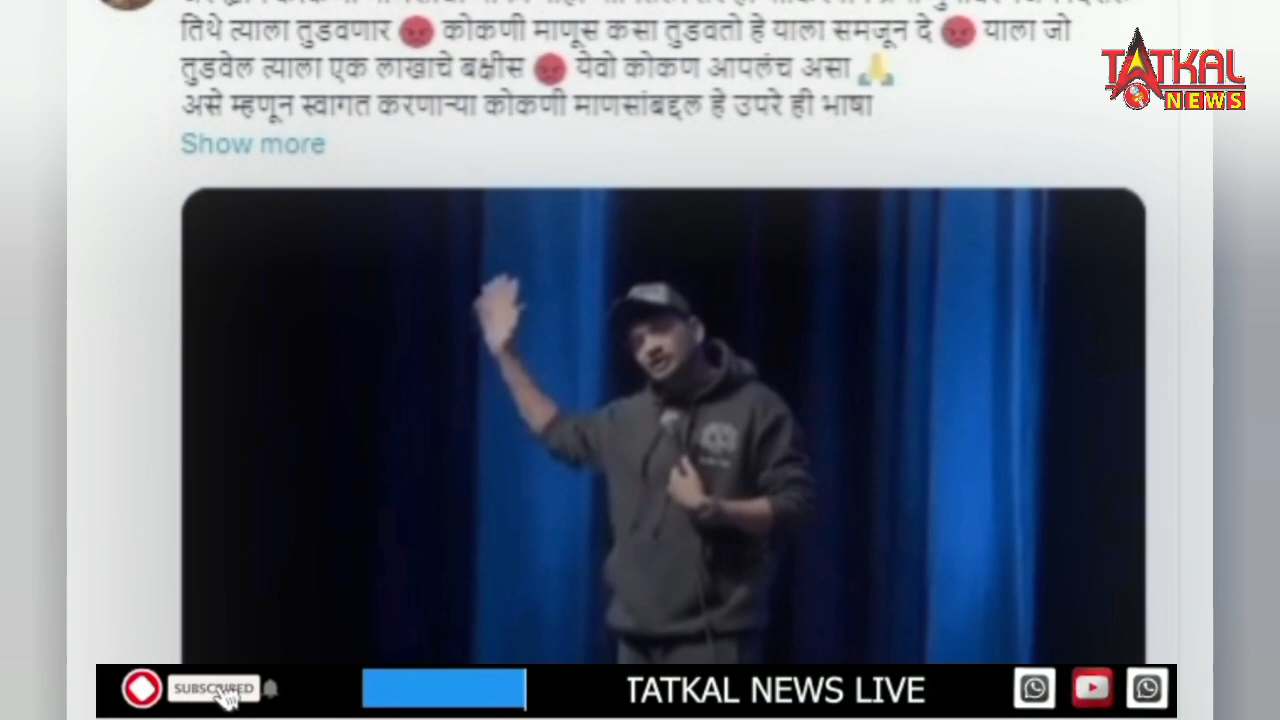 तिथे त्याला तुडवणार 😡 कोकणी माणूस कसा तुडवतो हे याला समजून दे 😡 याला जो
तुडवेल त्याला एक लाखाचे बक्षीस 😡 येवो कोकण आपलंच असा 🙏
असे म्हणून स्वागत करणाऱ्या कोकणी माणसांबद्दल हे उपरे ही भाषा
Show more
TATKAL
NEWS
SUBSCRIBED
TATKAL NEWS LIVE